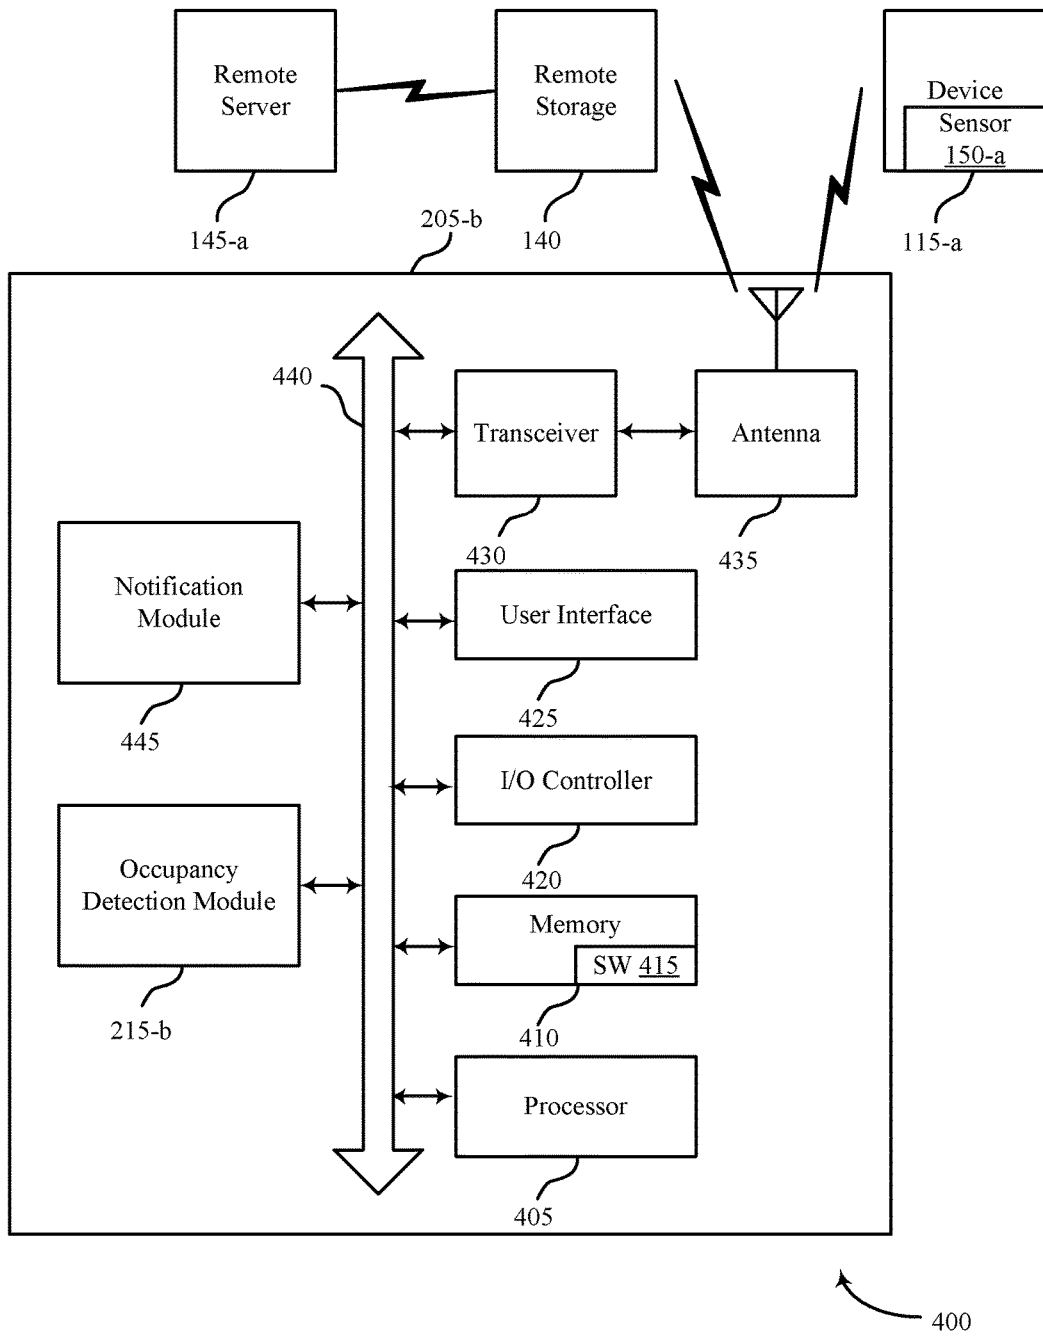 Remote
Server
Remote
Storage
Device
Sensor
150-a
145-a
205-b
140
115-a
440
Transceiver
Antenna
430
435
Notification
Module
User Interface
445
425
I/O Controller
Occupancy
Detection Module
420
Memory
SW 415
215-b
410
Processor
405
400